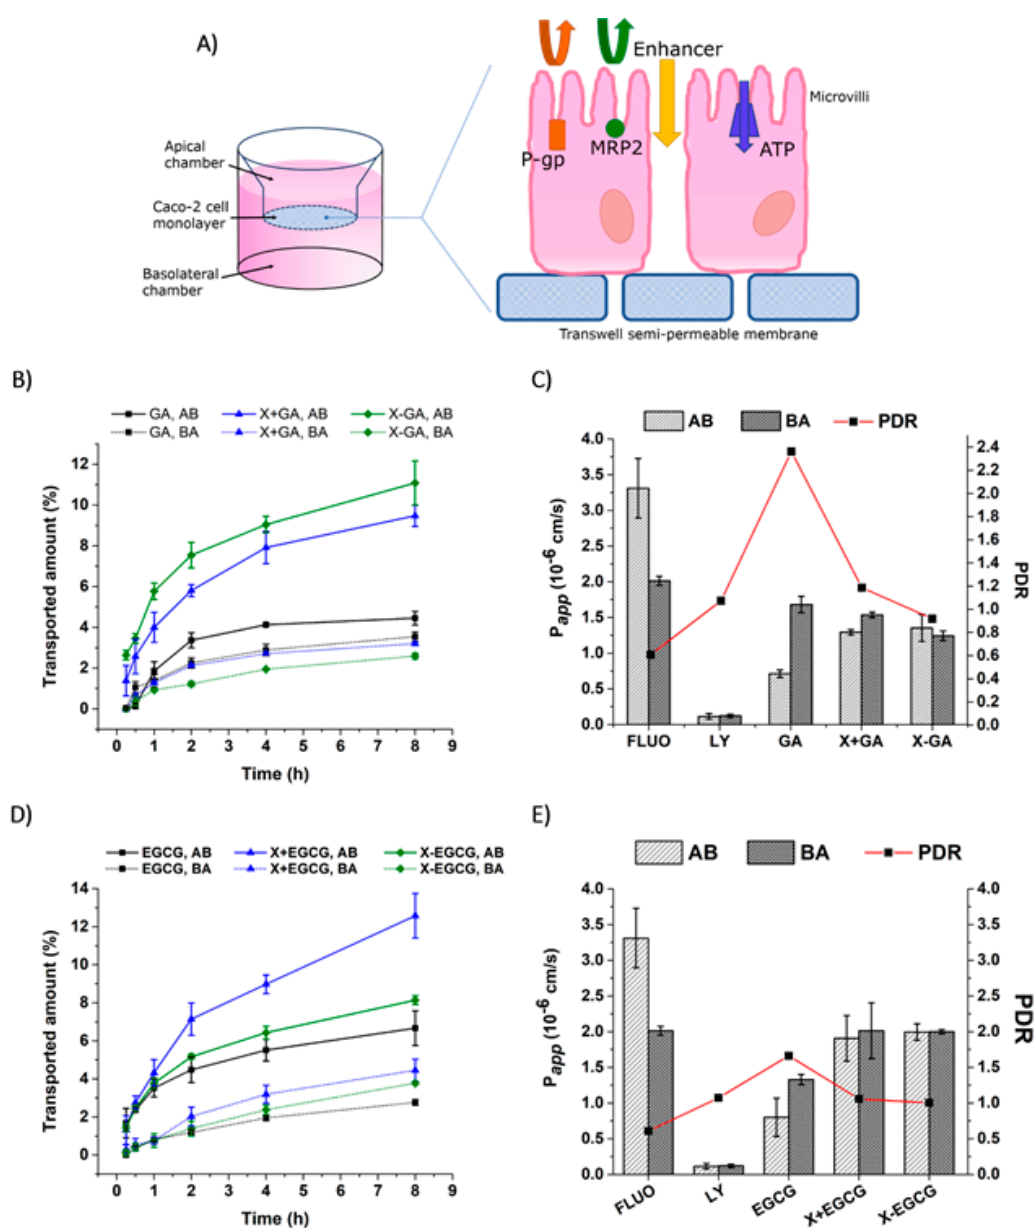 A)
Enhancer
Microvilli
P-gp
MRP2
ATP
Apical
chamber
Caco-2 cell
monolayer
Basolateral
chamber
Transwell semi-permeable membrane
B)
GA, AB X+GA, AB X-GA, AB
GA, BA X+GA, BA X-GA, BA
Transported amount (%)
12
10
8
6
4
2
0
0 1 2 3 4 5 6 7 8 9
Time (h)
C)
AB BA PDR
Papp (10-6 cm/s)
4.0
3.5
3.0
2.5
2.0
1.5
1.0
0.5
0.0
2.4
2.2
2.0
1.8
1.6
1.4
1.2
1.0
0.8
0.6
0.4
0.2
0.0
PDR
FLUO LY GA X+GA X-GA
D)
EGCG, AB X+EGCG, AB X-EGCG, AB
EGCG, BA X+EGCG, BA X-EGCG, BA
Transported amount (%)
14
12
10
8
6
4
2
0
0 1 2 3 4 5 6 7 8 9
Time (h)
E)
AB BA PDR
Papp (10-6 cm/s)
4.0
3.5
3.0
2.5
2.0
1.5
1.0
0.5
0.0
4.0
3.5
3.0
2.5
2.0
1.5
1.0
0.5
0.0
PDR
FLUO LY EGCG X+EGCG X-EGCG